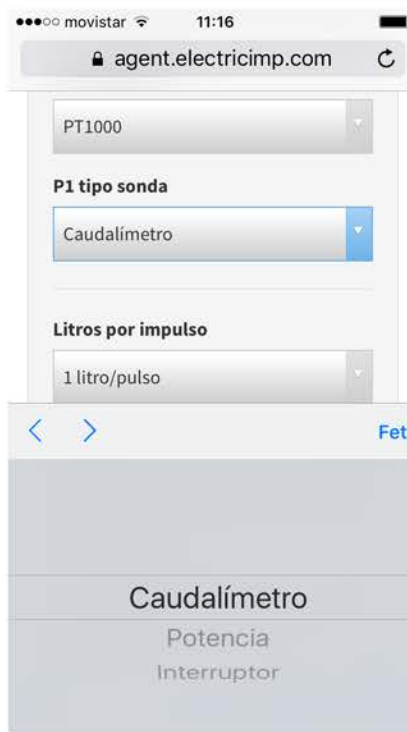 movistar 11:16
agent.electricimp.com
PT1000
P1 tipo sonda
Caudalímetro
Litros por impulso
1 litro/pulso
Fet
Caudalímetro
Potencia
Interruptor